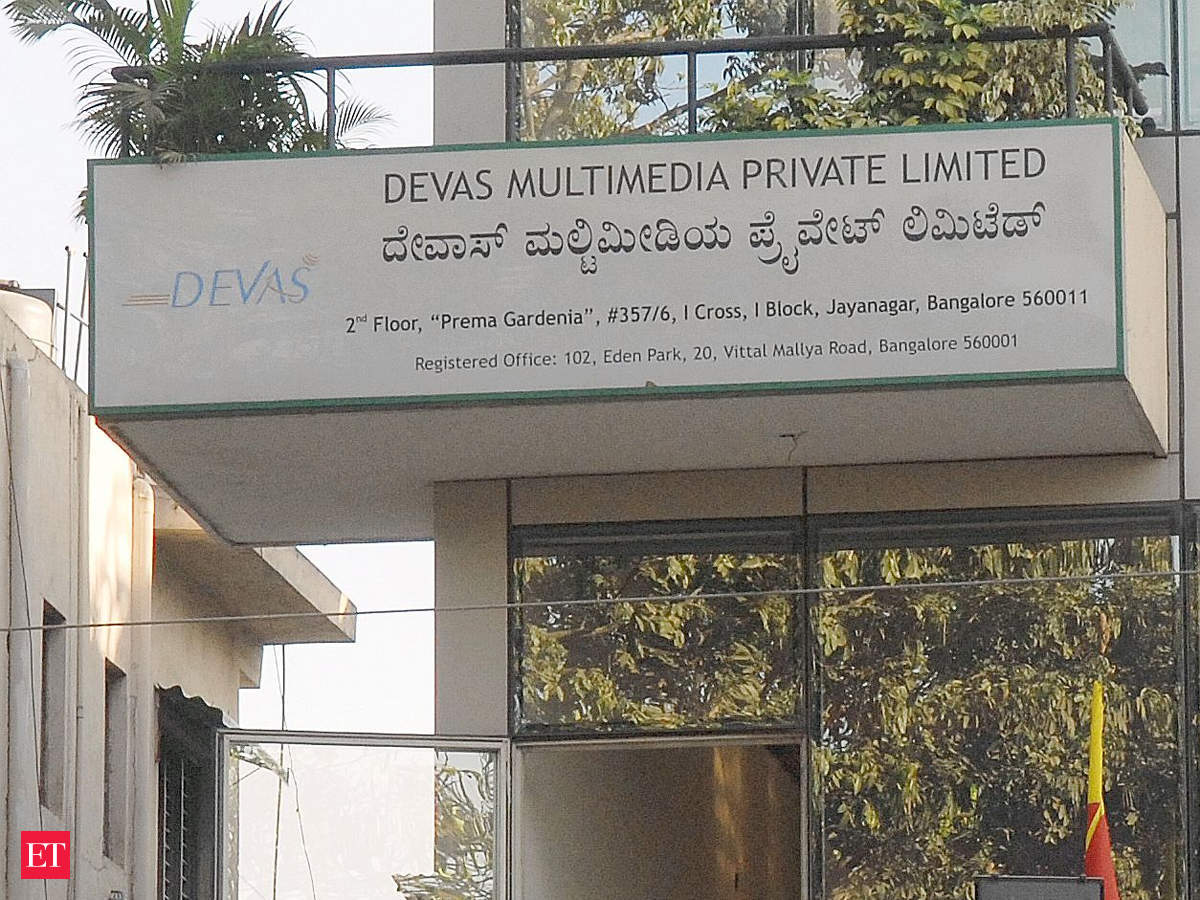 DEVAS MULTIMEDIA PRIVATE LIMITED
ದೇವಾಸ್ ಮಲ್ಟಿಮೀಡಿಯ ಪ್ರೈವೇಟ್ ಲಿಮಿಟೆಡ್
DEVAS
2nd Floor, “Prema Gardenia”, #357/6, I Cross, I Block, Jayanagar, Bangalore 560011
Registered Office: 102, Eden Park, 20, Vittal Mallya Road, Bangalore 560001
ET